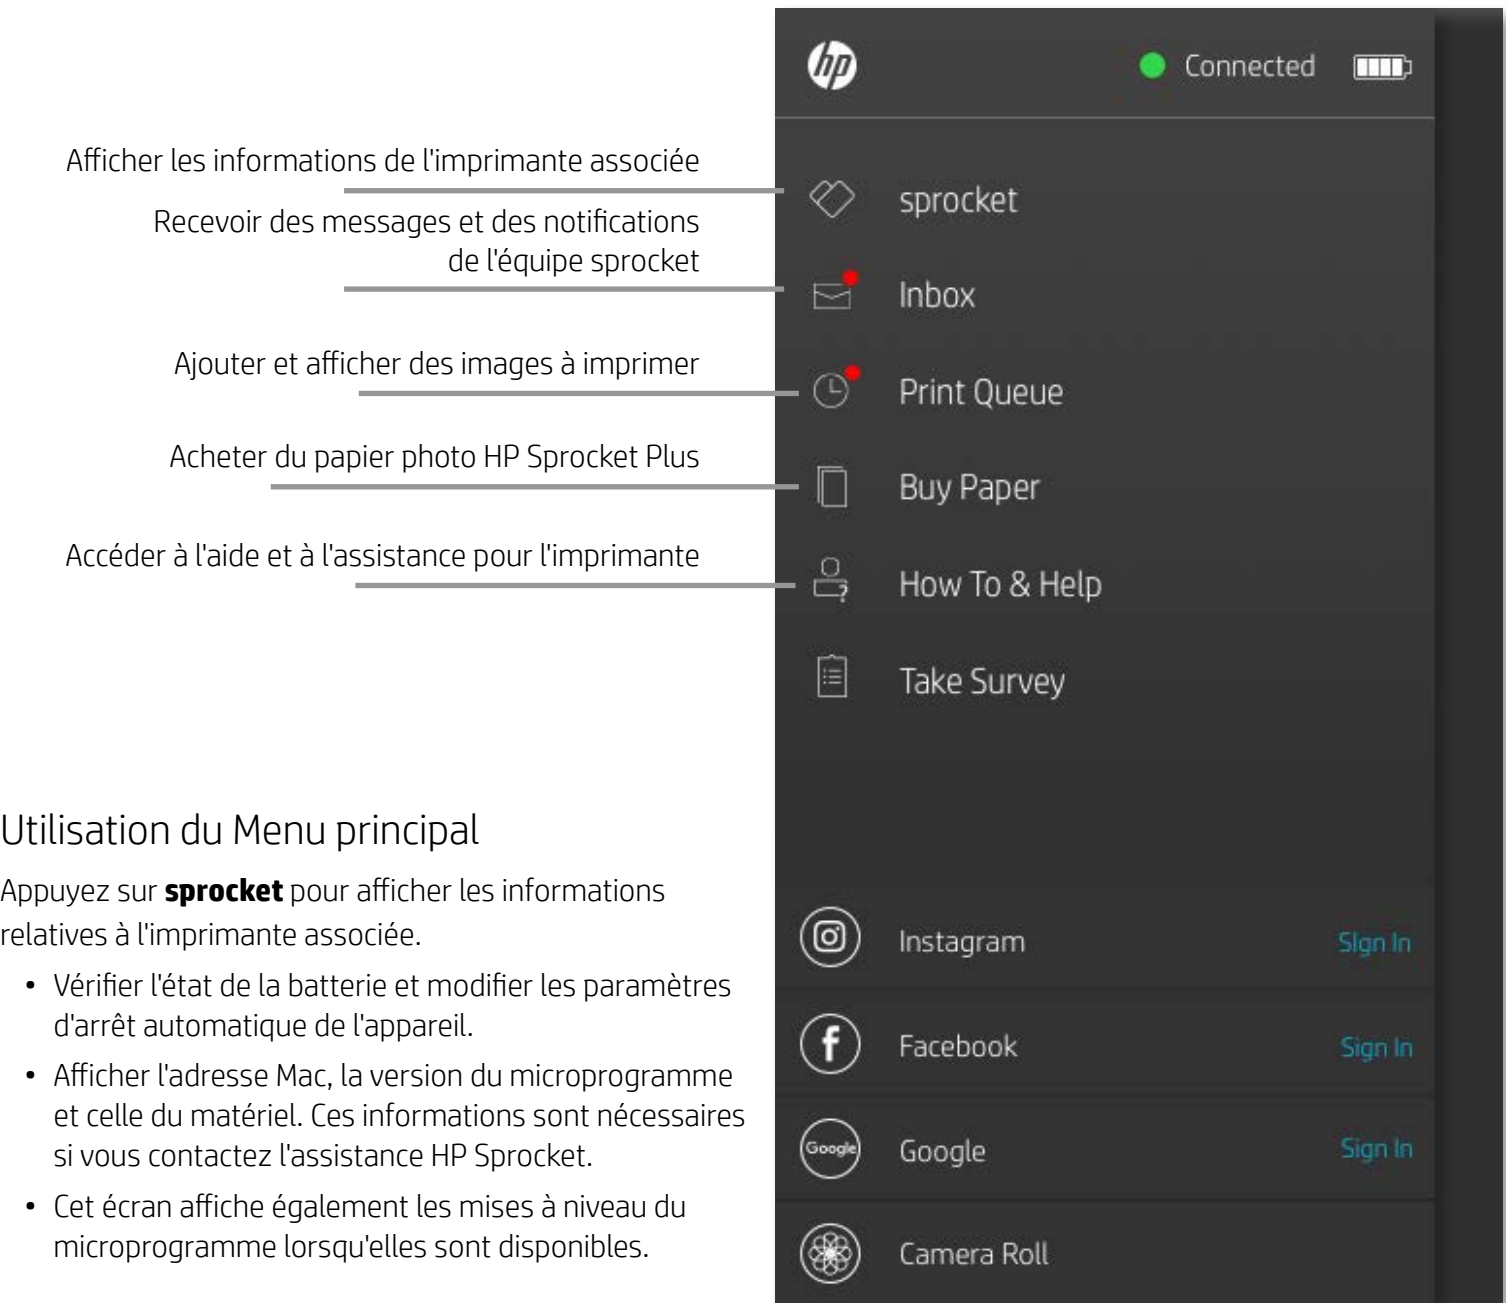 hp
Connected
Afficher les informations de l'imprimante associée
sprocket
Recevoir des messages et des notifications
de l'équipe sprocket
Inbox
Ajouter et afficher des images à imprimer
Print Queue
Acheter du papier photo HP Sprocket Plus
Buy Paper
Accéder à l'aide et à l'assistance pour l'imprimante
How To & Help
Take Survey
Utilisation du Menu principal
Appuyez sur sprocket pour afficher les informations
relatives à l'imprimante associée.
• Vérifier l'état de la batterie et modifier les paramètres
d'arrêt automatique de l'appareil.
• Afficher l'adresse Mac, la version du microprogramme
et celle du matériel. Ces informations sont nécessaires
si vous contactez l'assistance HP Sprocket.
• Cet écran affiche également les mises à niveau du
microprogramme lorsqu'elles sont disponibles.
Instagram SIgn In
Facebook Sign In
Google Google Sign In
Camera Roll